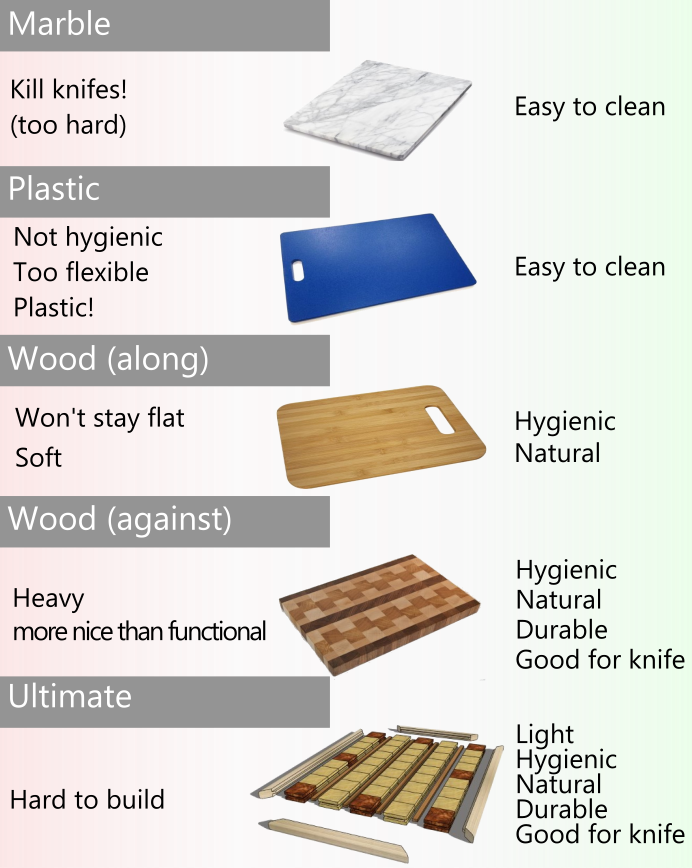 Marble
Kill knifes!
(too hard)
Easy to clean
Plastic
Not hygienic
Too flexible
Plastic!
Easy to clean
Wood (along)
Won't stay flat
Soft
Hygienic
Natural
Wood (against)
Heavy
more nice than functional
Hygienic
Natural
Durable
Good for knife
Ultimate
Hard to build
Light
Hygienic
Natural
Durable
Good for knife